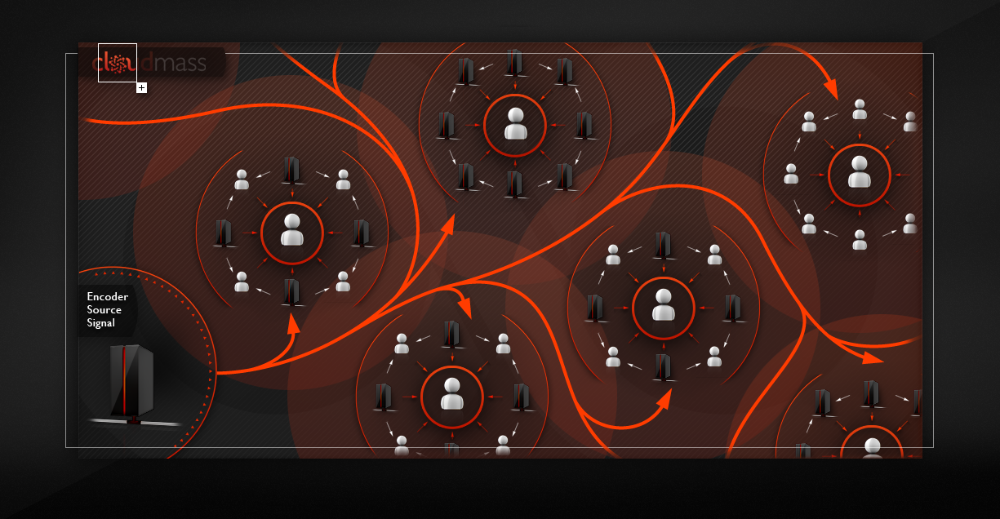 cloudmass
Encoder
Source
Signal